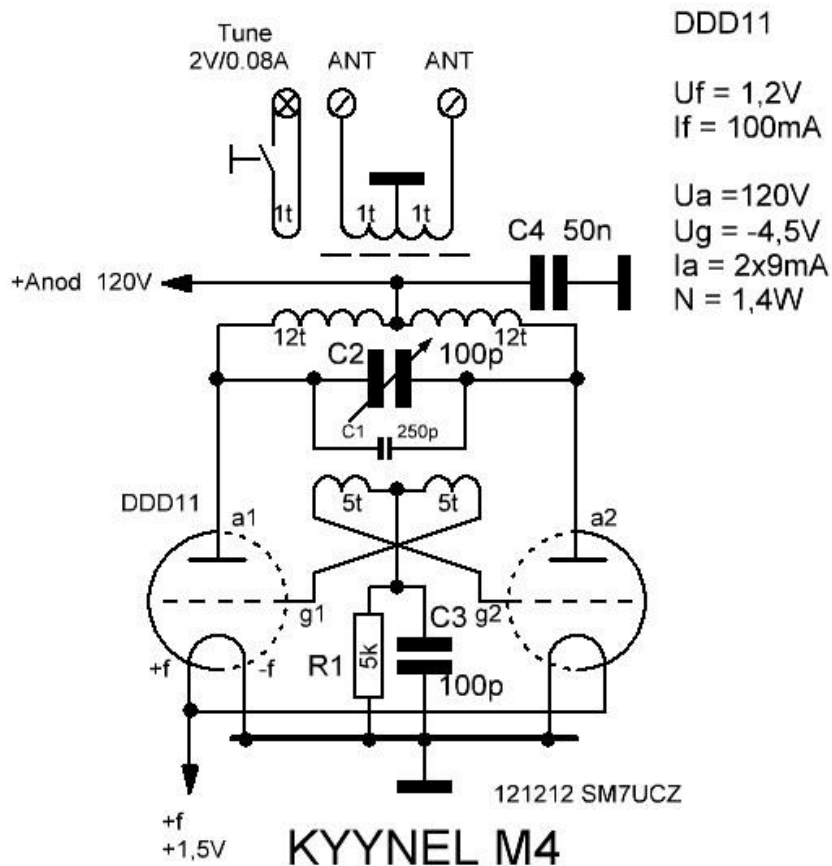 Tune
2V/0.08A
ANT
ANT
DDD11
Uf = 1,2V
If = 100mA
Ua =120V
Ug = -4,5V
Ia = 2x9mA
N = 1,4W
1t
1t
1t
C4 50n
+Anod 120V
12t
12t
C2
100p
C1
250p
5t
5t
DDD11
a1
a2
g1
g2
C3
+f
-f
R1
5k
100p
121212 SM7UCZ
+f
+1,5V
KYYNEL M4